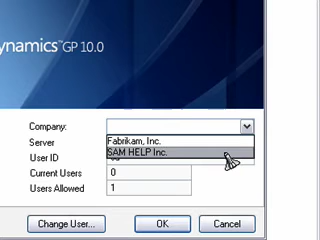 ynamics™ GP 10.0
Company:
Fabrikam, Inc.
Server
SAM HELP Inc.
User ID
Current Users 0
Users Allowed 1
Change User... OK Cancel